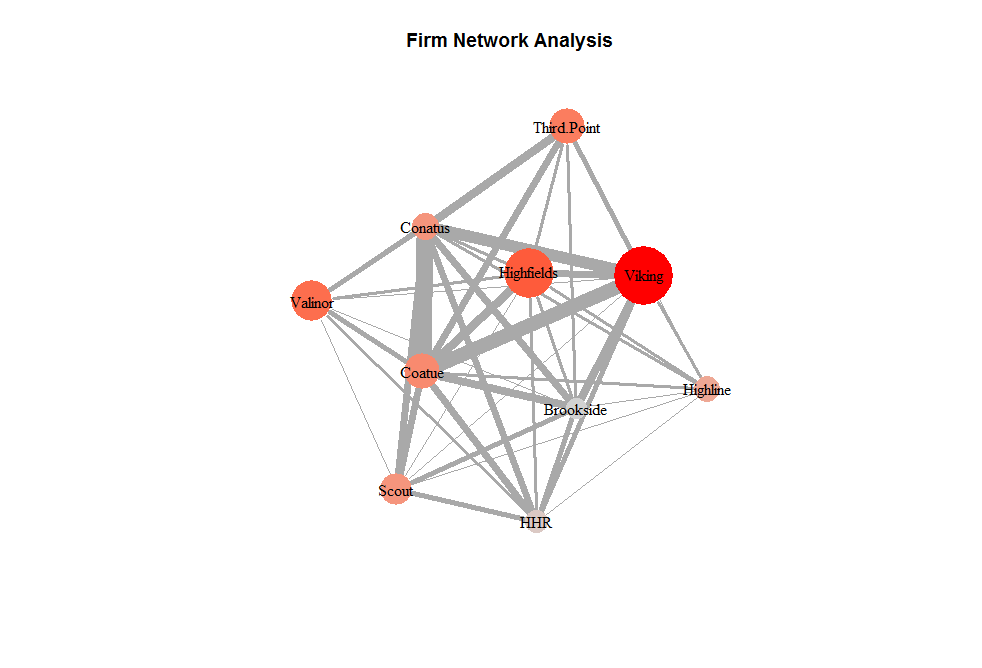 Firm Network Analysis
Third.Point
Conatus
Highfields
Viking
Valinor
Coatue
Highline
Brookside
Scout
HHR